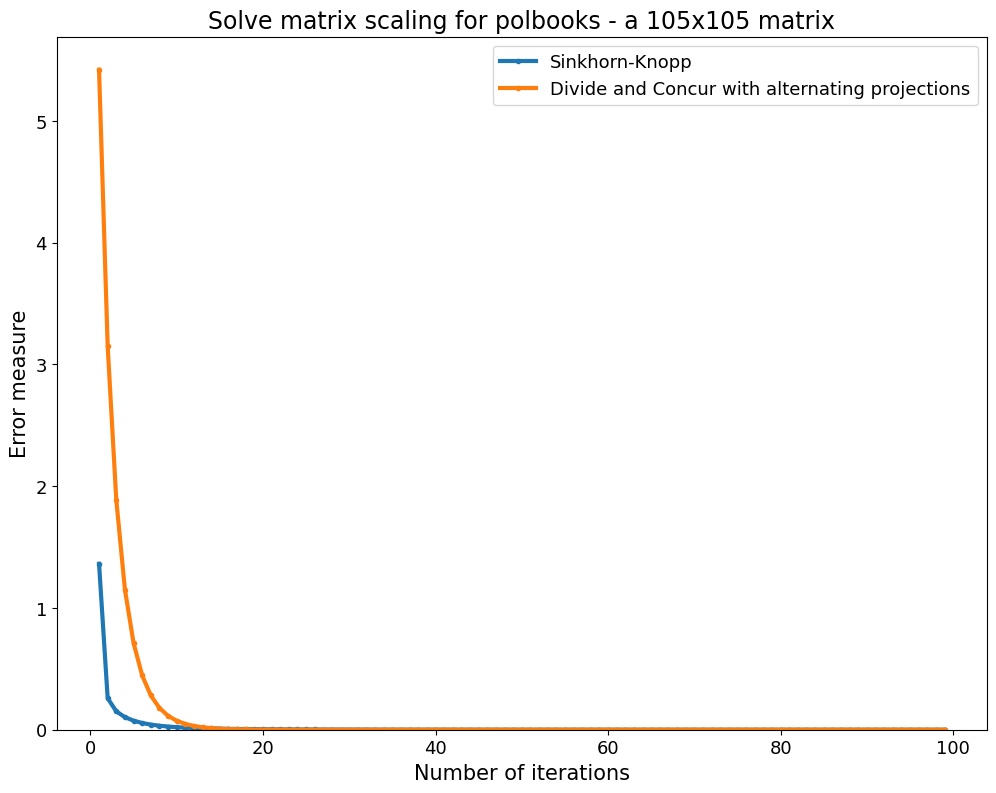 Solve matrix scaling for polbooks - a 105x105 matrix
Sinkhorn-Knopp
Divide and Concur with alternating projections
Error measure
5
4
3
2
1
0
0 20 40 60 80 100
Number of iterations